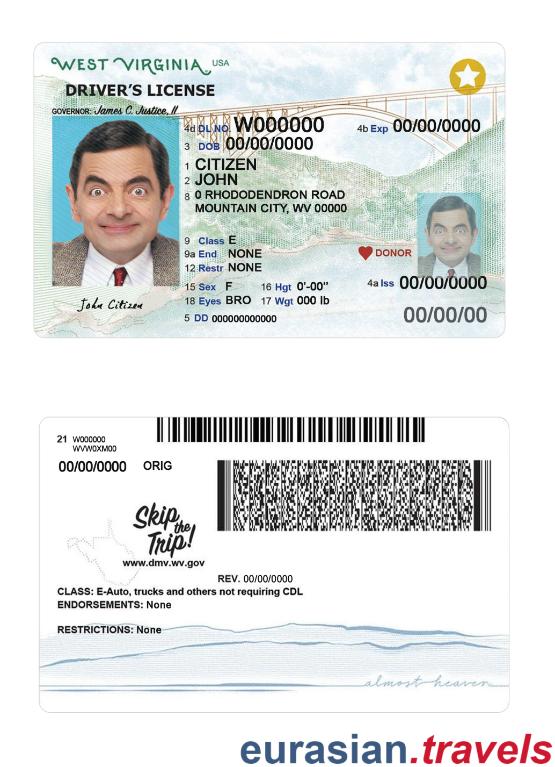 WEST VIRGINIA USA
DRIVER'S LICENSE
GOVERNOR: James C. Justice, II
4d DL NO. W000000 4b Exp 00/00/0000
3 DOB 00/00/0000
1 CITIZEN
2 JOHN
8 0 RHODODENDRON ROAD
MOUNTAIN CITY, WV 00000
9 Class E
9a End NONE DONOR
12 Restr NONE
15 Sex F 16 Hgt 0'-00" 4a Iss 00/00/0000
18 Eyes BRO 17 Wgt 000 lb
John Citizen
5 DD 000000000000 00/00/00
21 W000000
WVW0XM00
00/00/0000 ORIG
Skip
the
Trip!
www.dmv.wv.gov
REV. 00/00/0000
CLASS: E-Auto, trucks and others not requiring CDL
ENDORSEMENTS: None
RESTRICTIONS: None
almost heaven
eurasian.travels